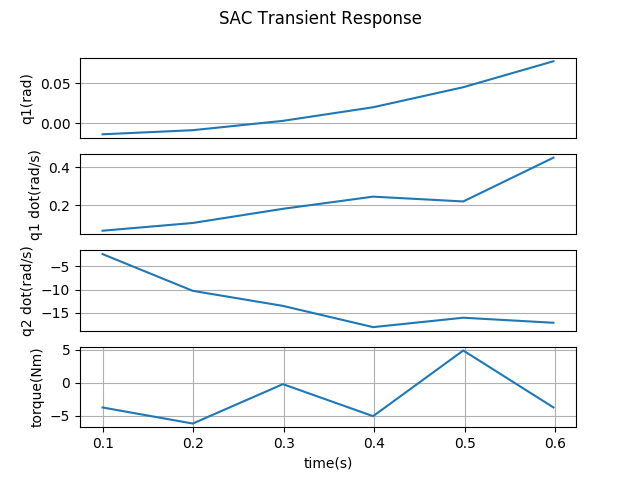 SAC Transient Response
q1(rad)
0.05
0.00
q1 dot(rad/s)
0.4
0.2
q2 dot(rad/s)
−5
−10
−15
torque(Nm)
5
0
−5
0.1 0.2 0.3 0.4 0.5 0.6
time(s)